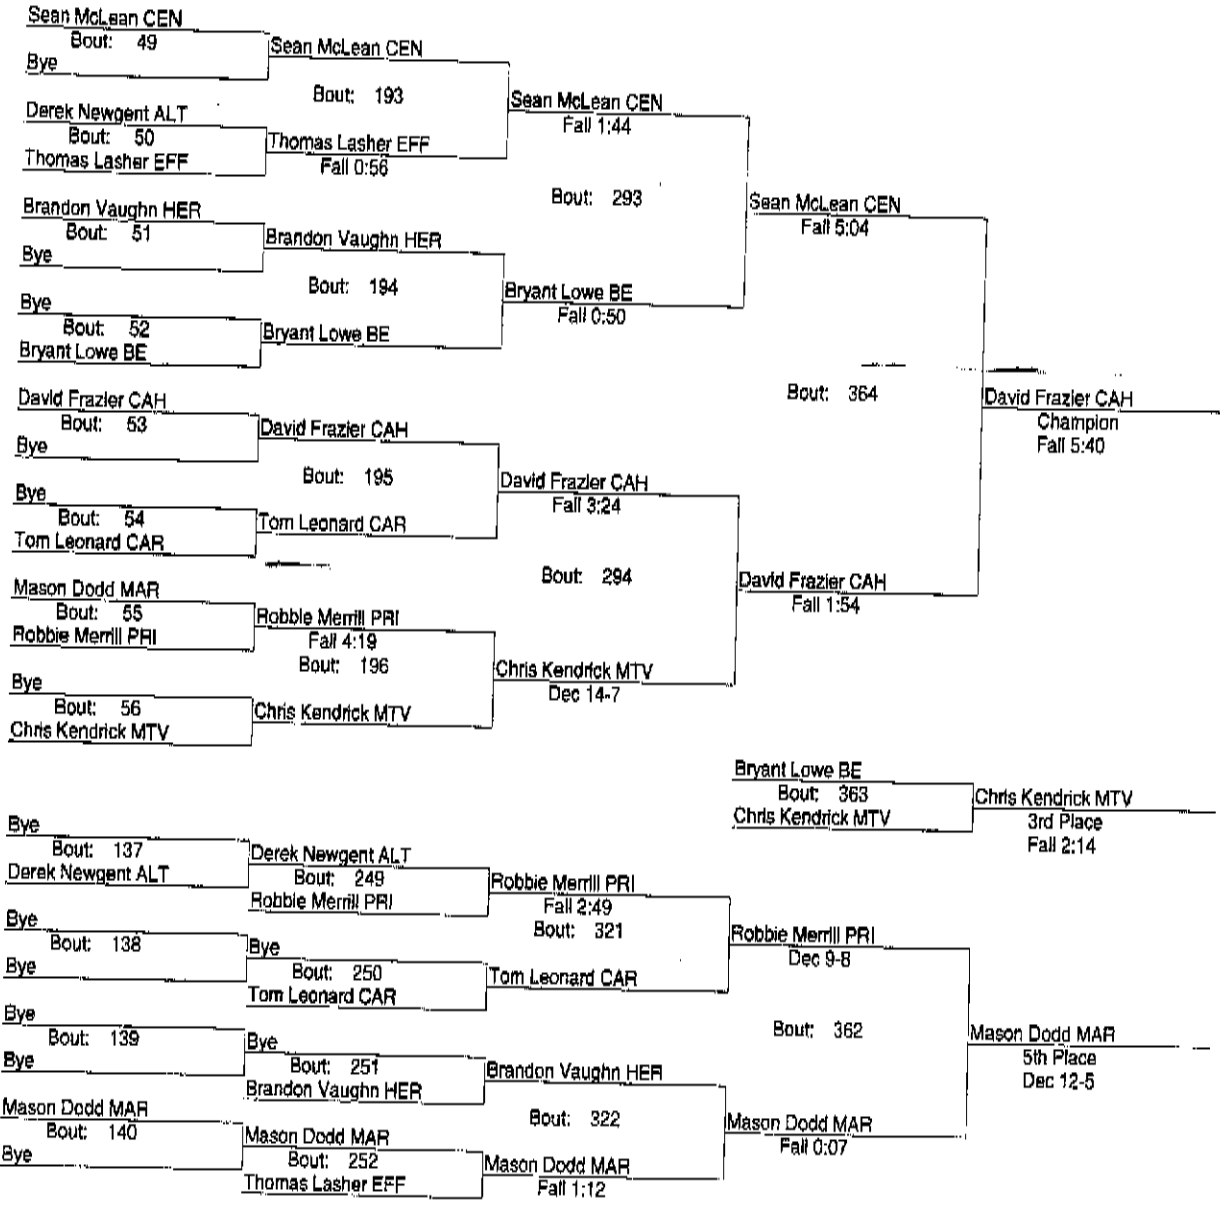 Sean McLean CEN
Bout: 49
Bye
Sean McLean CEN
Bout: 193
Derek Newgent ALT
Bout: 50
Thomas Lasher EFF
Thomas Lasher EFF
Fall 0:56
Sean McLean CEN
Fall 1:44
Bout: 293
Brandon Vaughn HER
Bout: 51
Bye
Brandon Vaughn HER
Bout: 194
Bye
Bout: 52
Bryant Lowe BE
Bryant Lowe BE
Bryant Lowe BE
Fall 0:50
Sean McLean CEN
Fall 5:04
Bout: 364
David Frazier CAH
Champion
Fall 5:40
David Frazier CAH
Bout: 53
Bye
David Frazier CAH
Bout: 195
Bye
Bout: 54
Tom Leonard CAR
Tom Leonard CAR
David Frazier CAH
Fall 3:24
Bout: 294
Mason Dodd MAR
Bout: 55
Robbie Merrill PRI
Robbie Merrill PRI
Fall 4:19
Bout: 196
Bye
Bout: 56
Chris Kendrick MTV
Chris Kendrick MTV
Chris Kendrick MTV
Dec 14-7
David Frazier CAH
Fall 1:54
Bryant Lowe BE
Bout: 363
Chris Kendrick MTV
Chris Kendrick MTV
3rd Place
Fall 2:14
Bye
Bout: 137
Derek Newgent ALT
Derek Newgent ALT
Bout: 249
Robbie Merrill PRI
Robbie Merrill PRI
Fall 2:49
Bout: 321
Bye
Bout: 138
Bye
Bye
Bout: 250
Tom Leonard CAR
Tom Leonard CAR
Robbie Merrill PRI
Dec 9-8
Bout: 362
Bye
Bout: 139
Bye
Bye
Bout: 251
Brandon Vaughn HER
Brandon Vaughn HER
Bout: 322
Mason Dodd MAR
Bout: 140
Bye
Mason Dodd MAR
Bout: 252
Thomas Lasher EFF
Mason Dodd MAR
Fall 1:12
Mason Dodd MAR
Fall 0:07
Mason Dodd MAR
5th Place
Dec 12-5